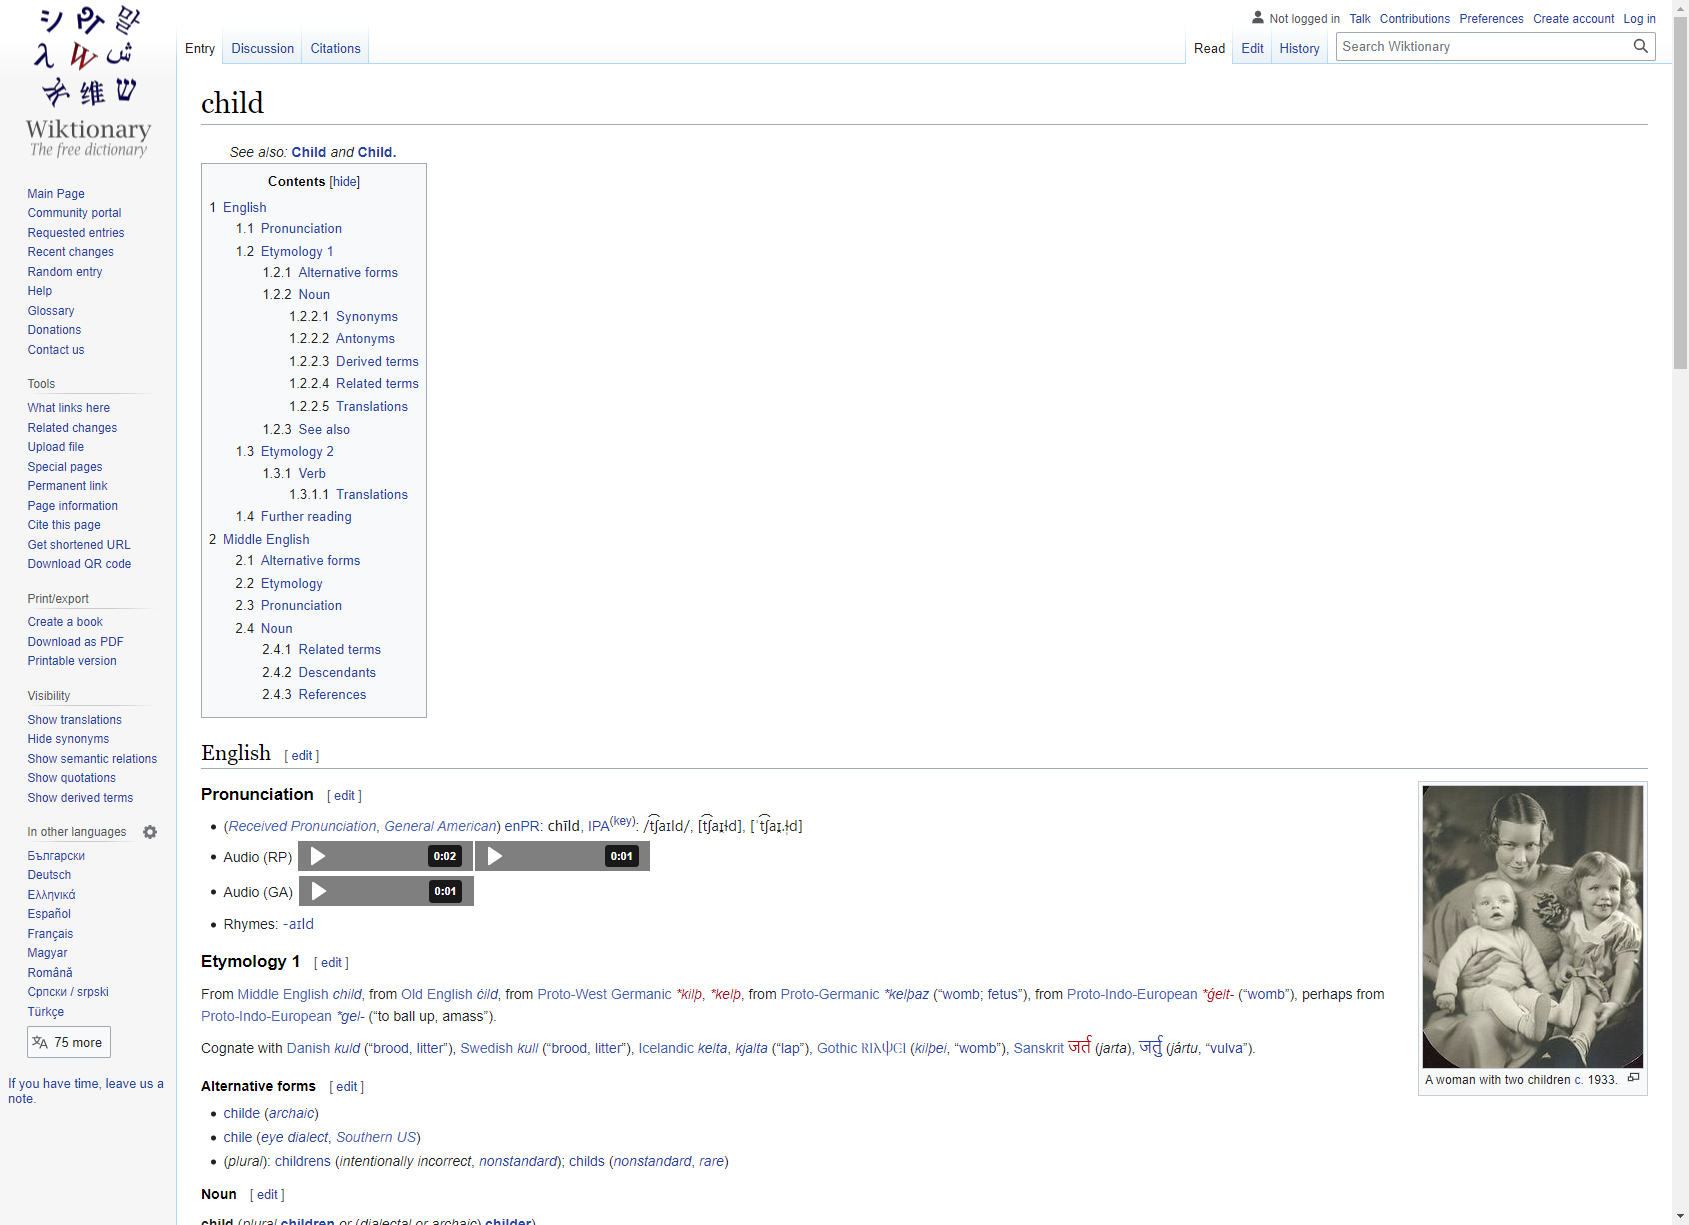 Not logged in Talk Contributions Preferences Create account Log in
Entry Discussion Citations Read Edit History Search Wiktionary
シ 말
λ W ش
维 ש
Wiktionary
The free dictionary
Main Page
Community portal
Requested entries
Recent changes
Random entry
Help
Glossary
Donations
Contact us
Tools
What links here
Related changes
Upload file
Special pages
Permanent link
Page information
Cite this page
Get shortened URL
Download QR code
Print/export
Create a book
Download as PDF
Printable version
Visibility
Show translations
Hide synonyms
Show semantic relations
Show quotations
Show derived terms
In other languages
Български
Deutsch
Ελληνικά
Español
Français
Magyar
Română
Српски / srpski
Türkçe
75 more
If you have time, leave us a
note.
child
See also: Child and Child.
Contents [hide]
1 English
1.1 Pronunciation
1.2 Etymology 1
1.2.1 Alternative forms
1.2.2 Noun
1.2.2.1 Synonyms
1.2.2.2 Antonyms
1.2.2.3 Derived terms
1.2.2.4 Related terms
1.2.2.5 Translations
1.2.3 See also
1.3 Etymology 2
1.3.1 Verb
1.3.1.1 Translations
1.4 Further reading
2 Middle English
2.1 Alternative forms
2.2 Etymology
2.3 Pronunciation
2.4 Noun
2.4.1 Related terms
2.4.2 Descendants
2.4.3 References
English [ edit ]
Pronunciation [ edit ]
• (Received Pronunciation, General American) enPR: chīld, IPA(key): /t͡ʃaɪld/, [t͡ʃaɪɫd], [ˈt͡ʃaɪ.ɫ̩d]
• Audio (RP) 0:02 0:01
• Audio (GA) 0:01
• Rhymes: -aɪld
Etymology 1 [ edit ]
From Middle English child, from Old English ċild, from Proto-West Germanic *kilþ, *kelþ, from Proto-Germanic *kelþaz (“womb; fetus”), from Proto-Indo-European *ǵelt- (“womb”), perhaps from
Proto-Indo-European *gel- (“to ball up, amass”).
Cognate with Danish kuld (“brood, litter”), Swedish kull (“brood, litter”), Icelandic kelta, kjalta (“lap”), Gothic 𐌺𐌹𐌻𐌸𐌴𐌹 (kilþei, “womb”), Sanskrit जर्त (jarta), जर्तु (jártu, “vulva”).
Alternative forms [ edit ]
• childe (archaic)
• chile (eye dialect, Southern US)
• (plural): childrens (intentionally incorrect, nonstandard); childs (nonstandard, rare)
Noun [ edit ]
child (plural children or (dialectal or archaic) childer)
A woman with two children c. 1933.